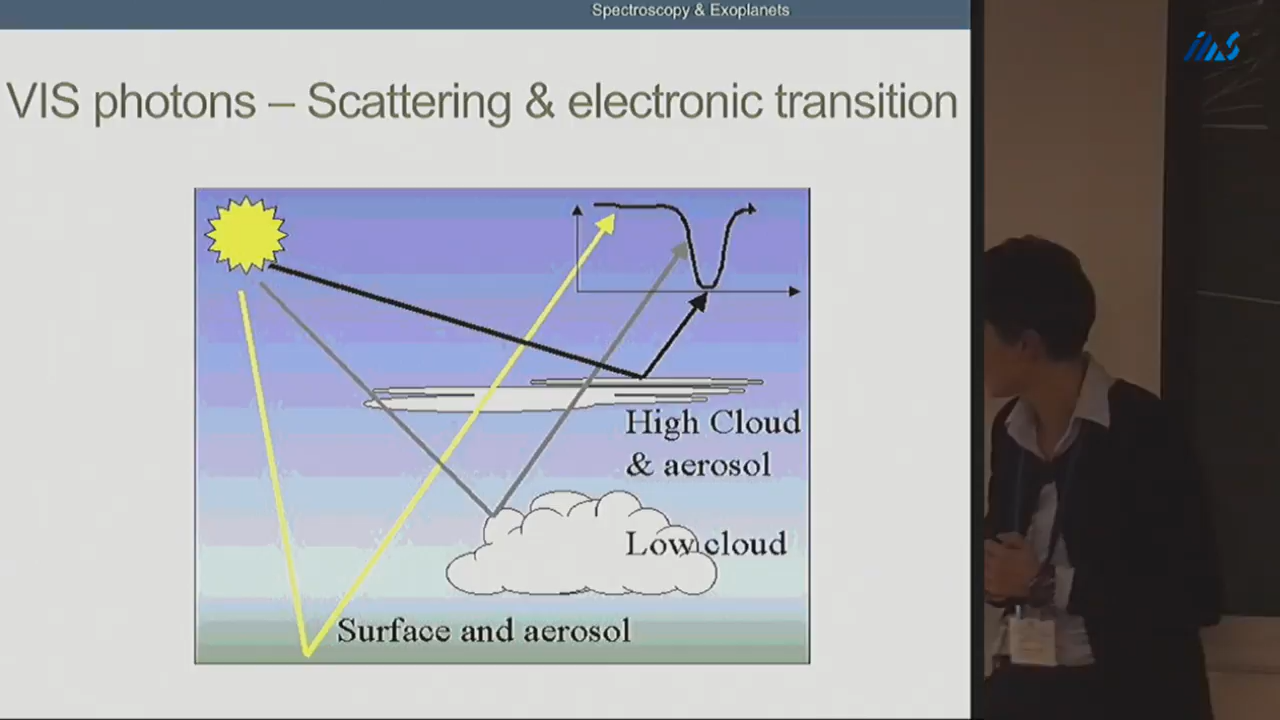 Spectroscopy & Exoplanets
VIS photons – Scattering & electronic transition
High Cloud
& aerosol
Low cloud
Surface and aerosol